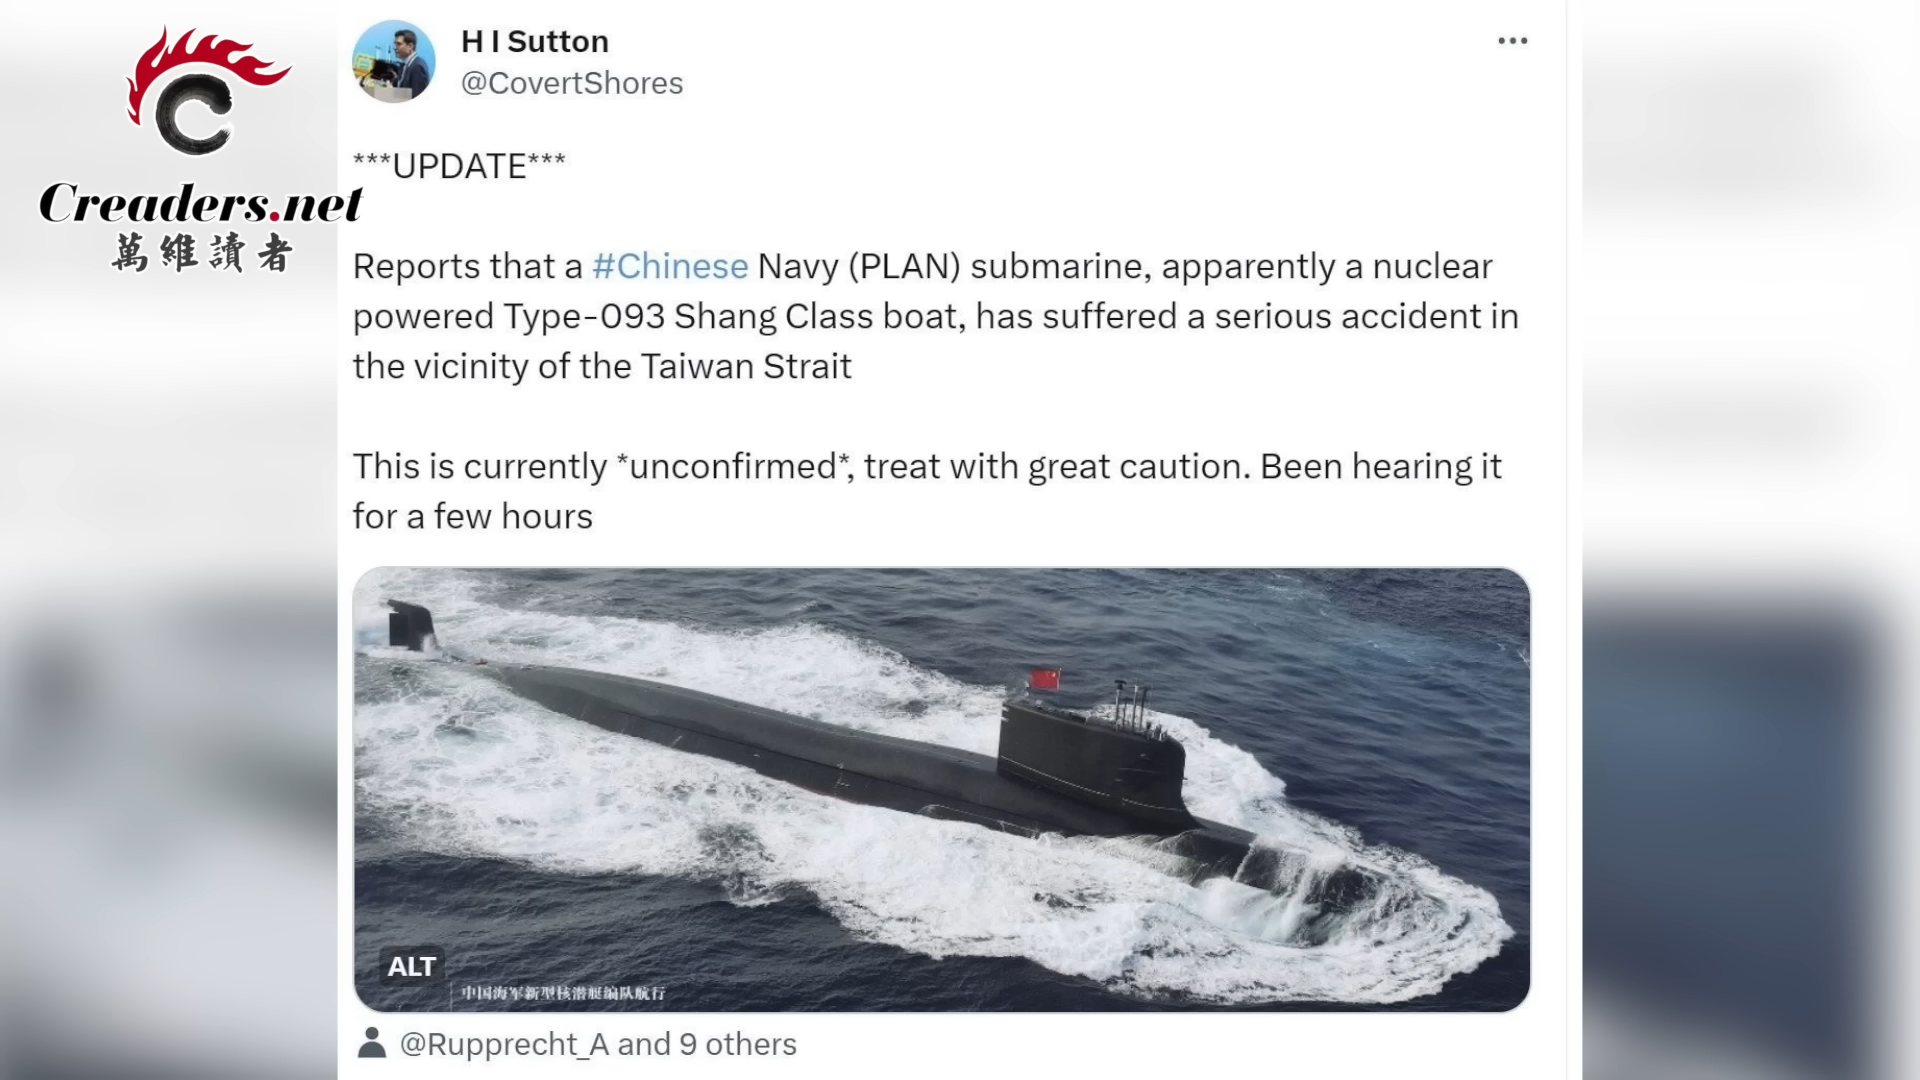 Creaders.net
萬維讀者
H I Sutton
@CovertShores
***UPDATE***
Reports that a #Chinese Navy (PLAN) submarine, apparently a nuclear
powered Type-093 Shang Class boat, has suffered a serious accident in
the vicinity of the Taiwan Strait
This is currently *unconfirmed*, treat with great caution. Been hearing it
for a few hours
ALT
中国海军新型核潜艇编队航行
@Rupprecht_A and 9 others